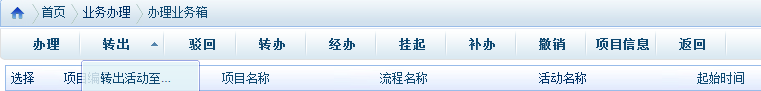 首页 业务办理 办理业务箱
办理 转出 驳回 转办 经办 挂起 补办 撤销 项目信息 返回
选择 项目编 转出活动至... 项目名称 流程名称 活动名称 起始时间